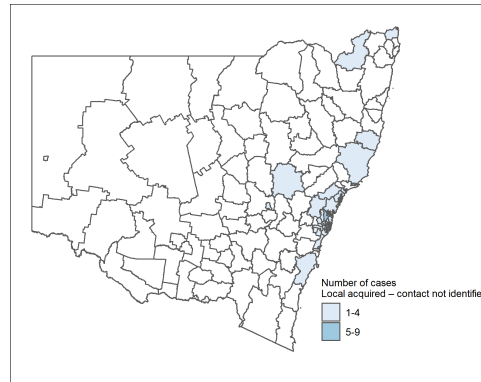 Number of cases
Local acquired – contact not identifie
1-4
5-9